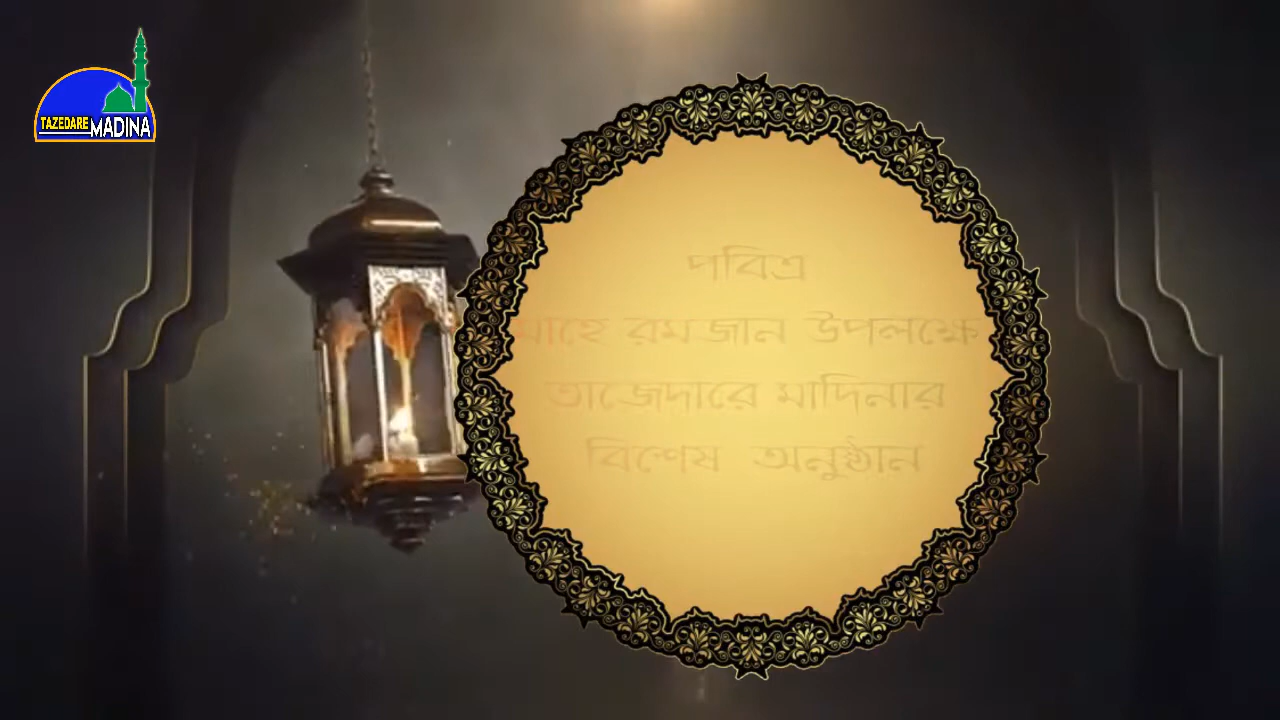 TAZEDARE
MADINA
পবিত্র
মাহে রমজান উপলক্ষে
তাজেদারে মাদিনার
বিশেষ অনুষ্ঠান